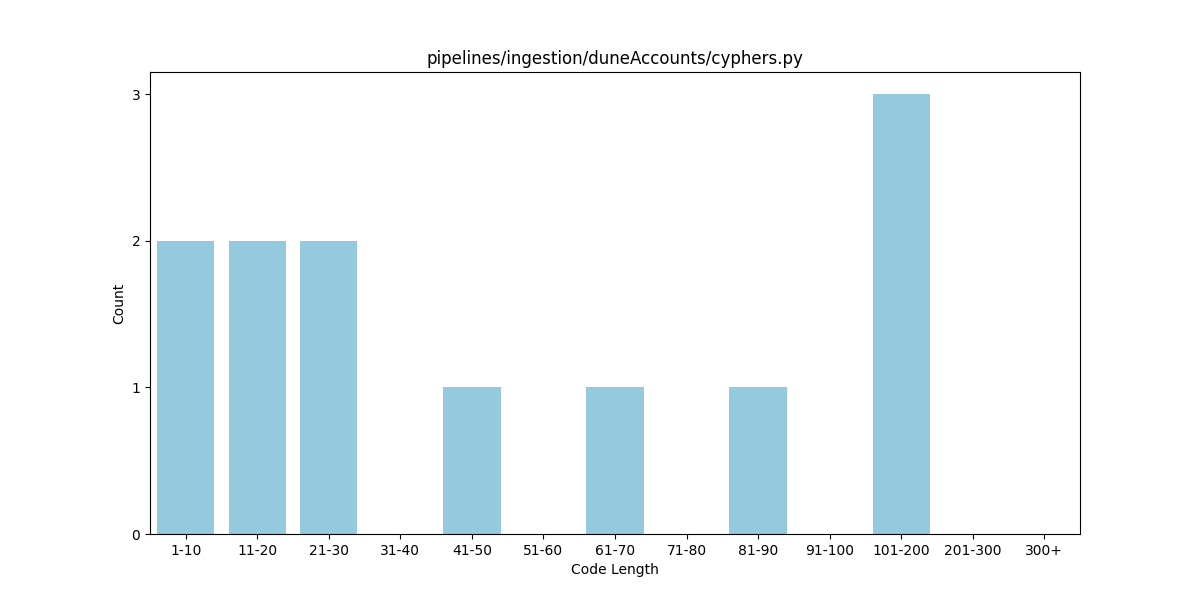 pipelines/ingestion/duneAccounts/cyphers.py
3
2
1
0
Count
1-10 11-20 21-30 31-40 41-50 51-60 61-70 71-80 81-90 91-100 101-200 201-300 300+
Code Length